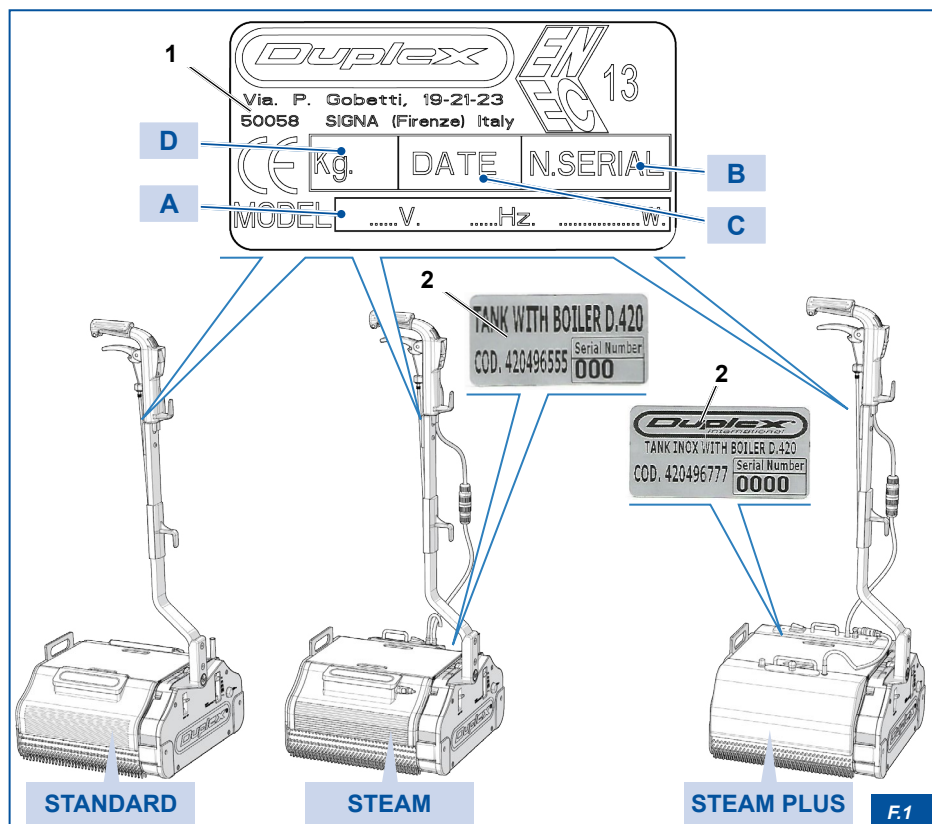 1
Duplex
EN
EC
13
Via. P. Gobetti, 19-21-23
50058 SIGNA (Firenze) Italy
D
CE
Kg.
DATE
N.SERIAL
B
A
MODEL
.....V. .....Hz. .................W.
C
2
TANK WITH BOILER D.420
COD. 420496555
Serial Number
000
2
Duplex
international
TANK INOX WITH BOILER D.420
COD. 420496777
Serial Number
0000
Duplex
Duplex
Duplex
STANDARD
STEAM
STEAM PLUS
F.1